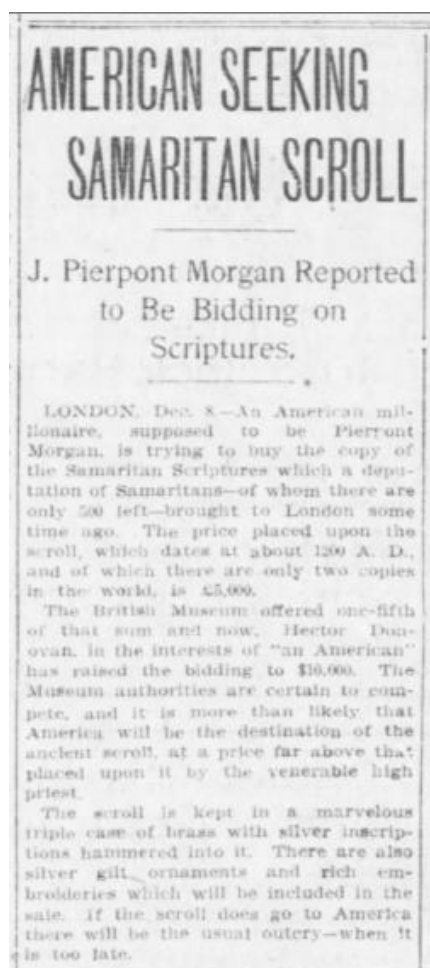 AMERICAN SEEKING
SAMARITAN SCROLL
J. Pierpont Morgan Reported
to Be Bidding on
Scriptures.
LONDON, Dec. 8.—An American mil-
lionaire, supposed to be Pierpont
Morgan, is trying to buy the copy of
the Samaritan Scriptures which a depu-
tation of Samaritans—of whom there are
only 500 left—brought to London some
time ago. The price placed upon the
scroll, which dates at about 1200 A. D.,
and of which there are only two copies
in the world, is £5,000.
The British Museum offered one-fifth
of that sum and now, Hector Don-
ovan, in the interests of "an American"
has raised the bidding to $10,000. The
Museum authorities are certain to com-
pete, and it is more than likely that
America will be the destination of the
ancient scroll, at a price far above that
placed upon it by the venerable high
priest.
The scroll is kept in a marvelous
triple case of brass with silver inscrip-
tions hammered into it. There are also
silver gilt ornaments and rich em-
broideries which will be included in the
sale. If the scroll does go to America
there will be the usual outcry—when it
is too late.